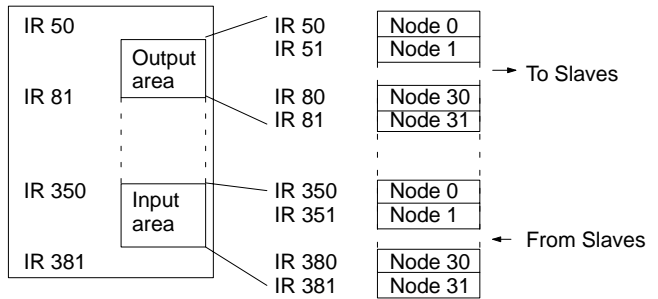 IR 50 IR 50 Node 0
IR 51 Node 1
Output
area
To Slaves
IR 81 IR 80 Node 30
IR 81 Node 31
IR 350 IR 350 Node 0
Input
area
IR 351 Node 1
From Slaves
IR 381 IR 380 Node 30
IR 381 Node 31